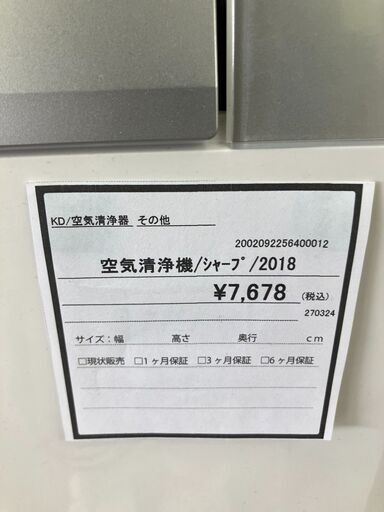 KD/空気清浄器 その他
2002092256400012
空気清浄機/ｼｬｰﾌﾟ/2018
¥7,678 (税込)
270324
サイズ：幅 高さ 奥行 cm
□現状販売 □1ヶ月保証 □3ヶ月保証 □6ヶ月保証